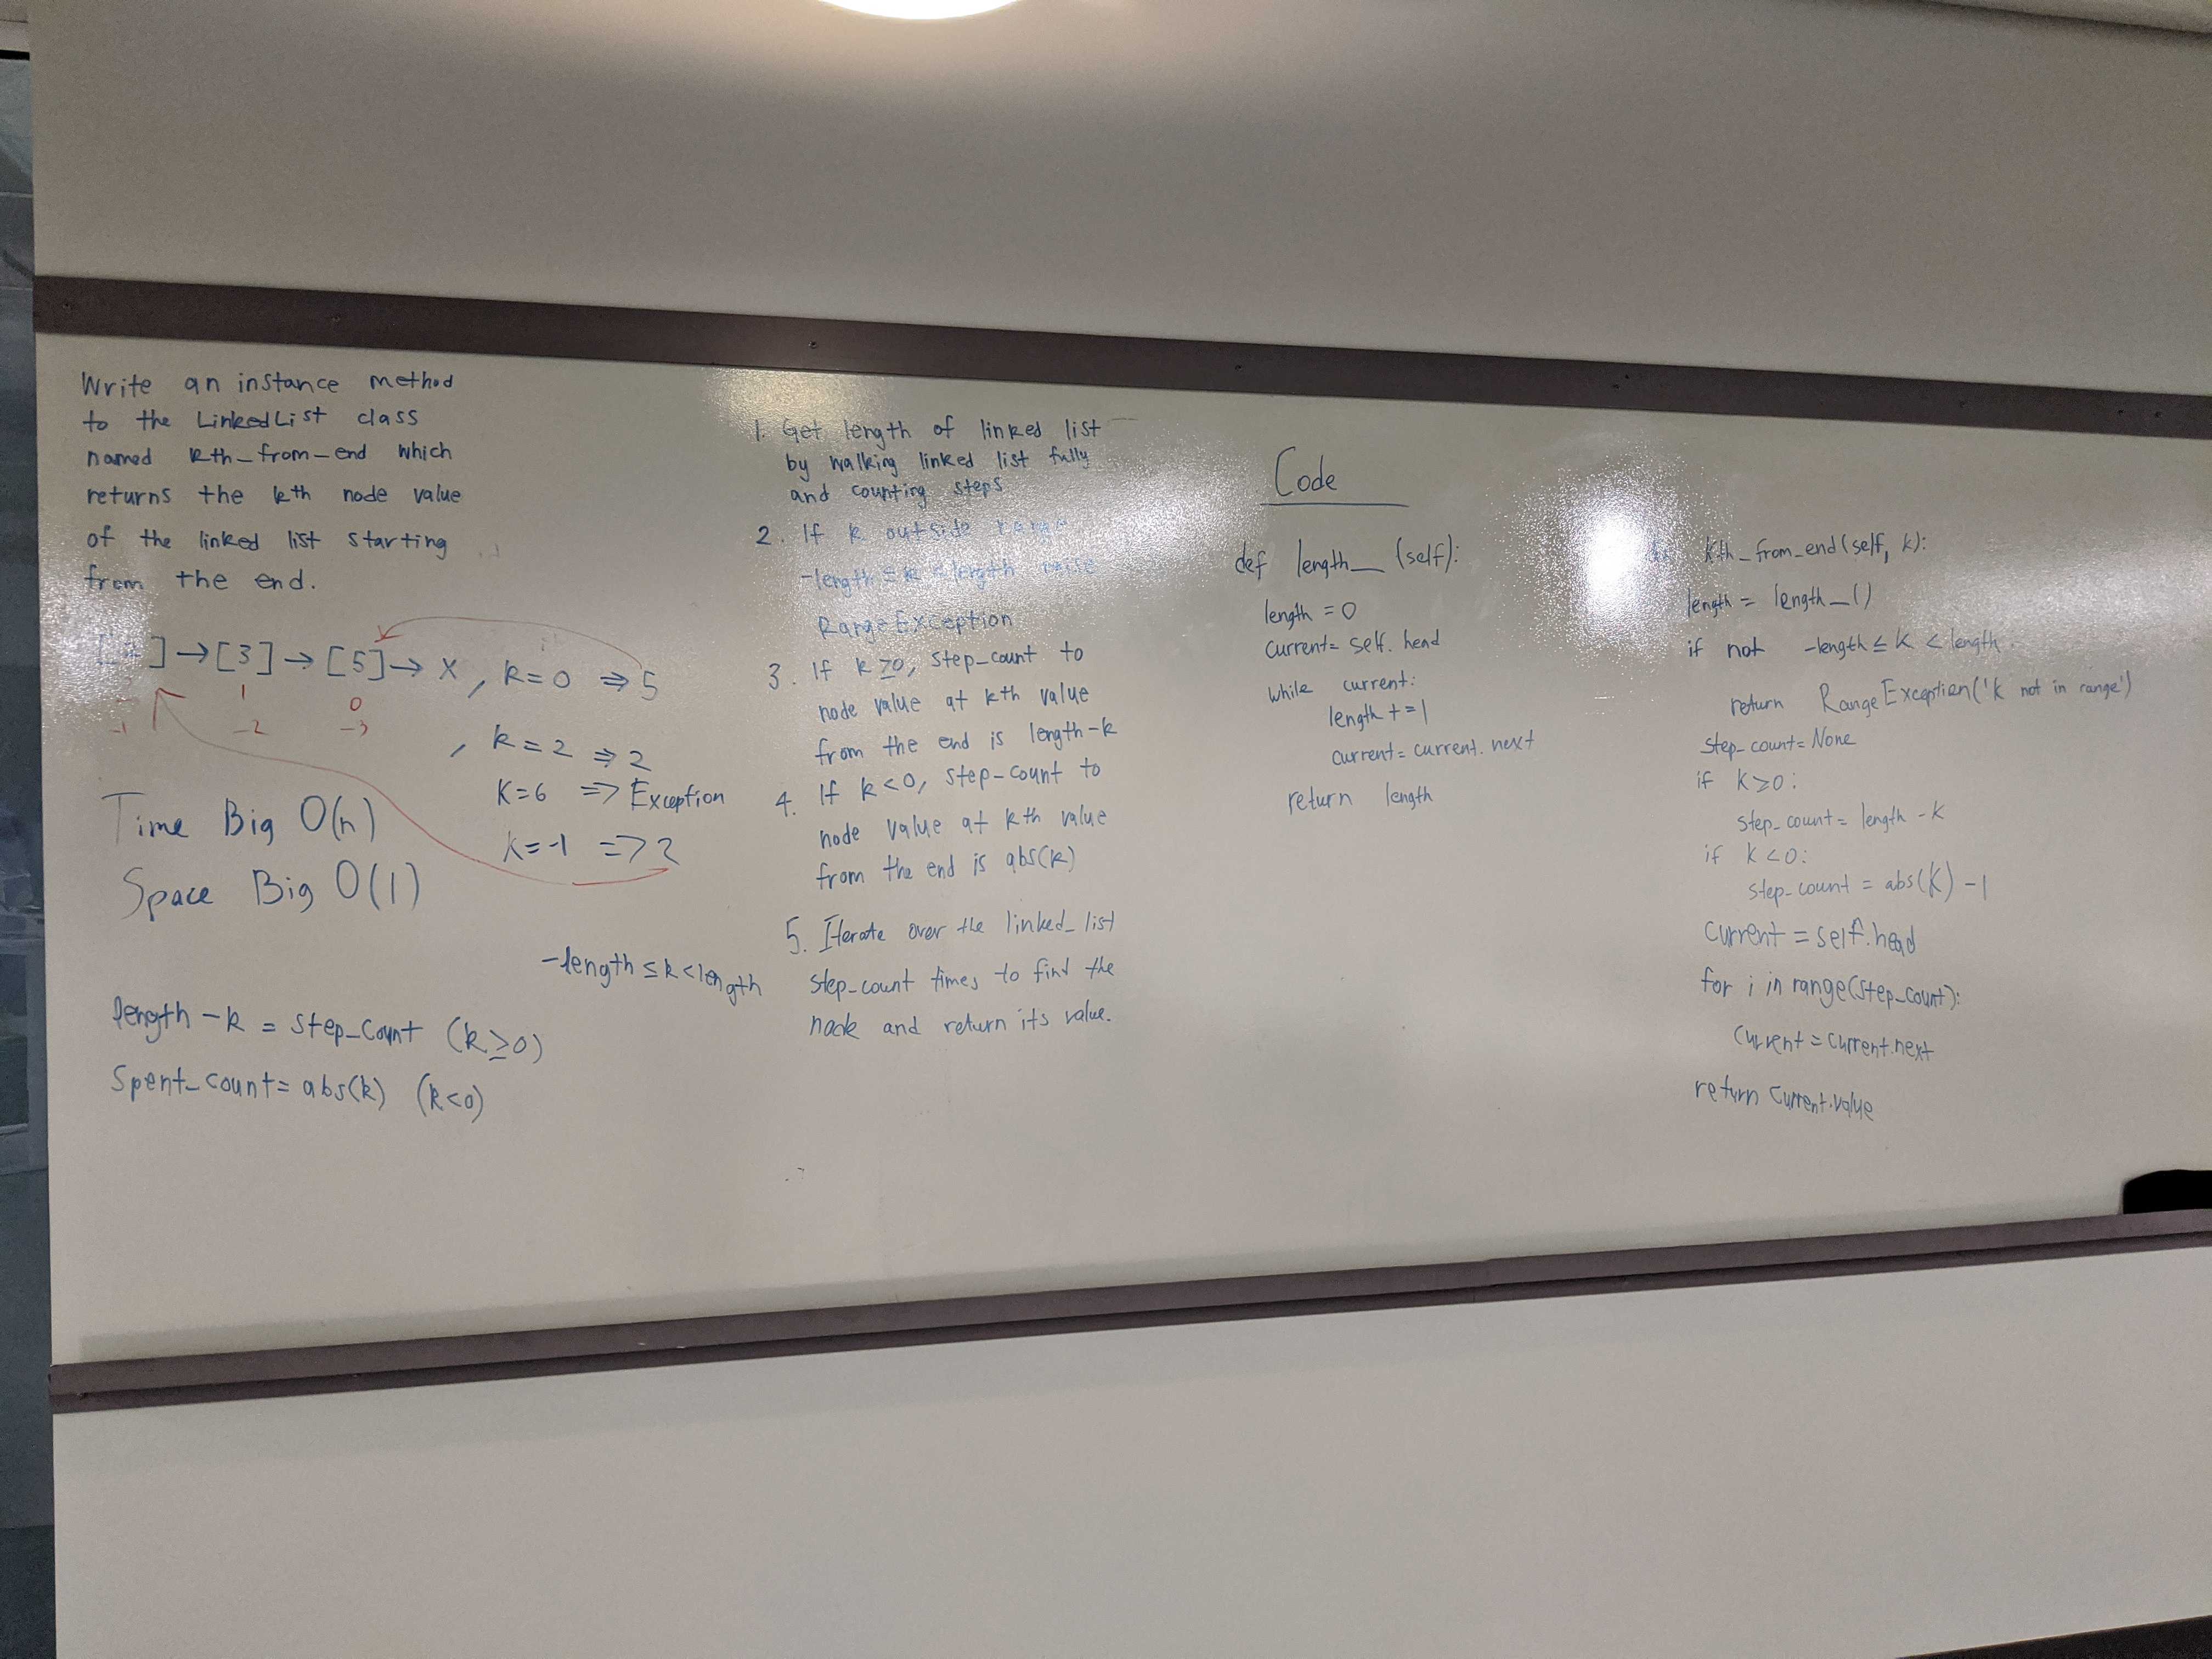 Write an instance method
to the LinkedList class
named kth_from_end which
returns the kth node value
of the linked list starting
from the end.
[2] → [3] → [5] → X , k=0 ⇒ 5
1 0
-1 -2 -3
, k=2 ⇒ 2
K=6 => Exception
K=-1 => 2
Time Big O(n)
Space Big O(1)
-length ≤ k < length
length - k = step_count (k≥0)
Spent_count= abs(k) (k<0)
1. Get length of linked list
by walking linked list fully
and counting steps
2. If k outside range
-length ≤ k < length raise
RangeException
3. If k ≥0, step_count to
node value at kth value
from the end is length-k
4. If k<0, step-count to
node value at kth value
from the end is abs(k)
5. Iterate over the linked_list
step_count times to find the
node and return its value.
Code
def length_ (self):
length = 0
current= self.head
while current:
length +=1
current= current.next
return length
def kth_from_end(self, k):
length = length_()
if not -length ≤ k < length:
return RangeException('k not in range')
step_count= None
if k≥0:
step_count= length -k
if k<0:
step_count = abs(k) -1
current = self.head
for i in range(step_count):
current = current.next
return current.value